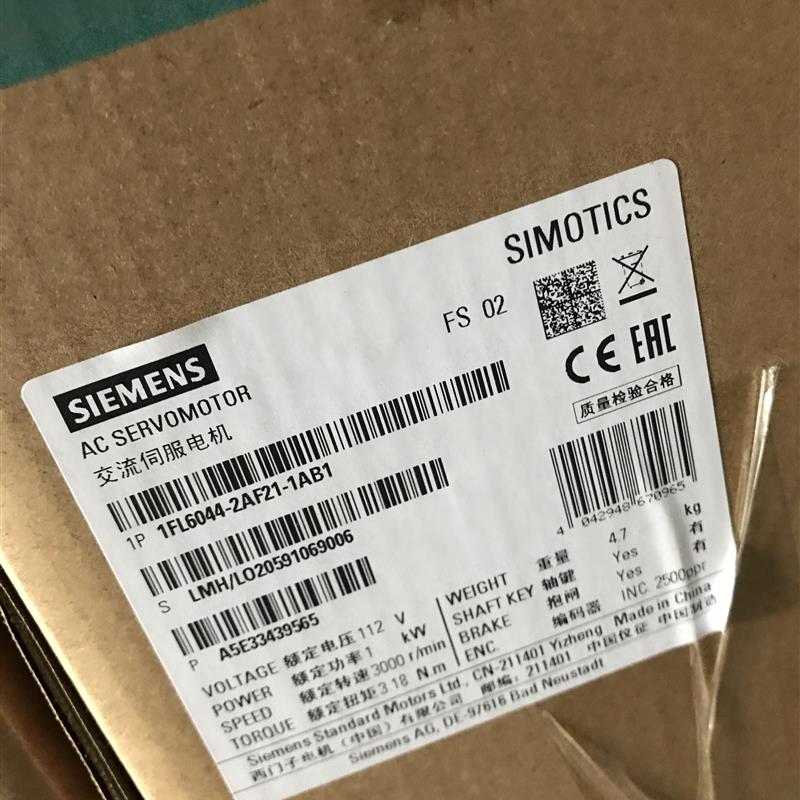 SIMOTICS
FS 02
CE EAC
质量检验合格
SIEMENS
AC SERVOMOTOR
交流伺服电机
1P 1FL6044-2AF21-1AB1
S LMH/LO20591069006
P A5E33439565
4 042948 670965
VOLTAGE 额定电压 112 V
POWER 额定功率 1 kW
SPEED 额定转速 3000 r/min
TORQUE 额定扭矩 3.18 N.m
WEIGHT 重量 4.7 kg
SHAFT KEY 轴键 Yes 有
BRAKE 抱闸 Yes 有
ENC. 编码器 INC. 2500ppr
Siemens Standard Motors Ltd., CN-211401 Yizheng Made in China
西门子电机（中国）有限公司 邮编：211401 中国仪征 中国制造
Siemens AG, DE-97616 Bad Neustadt